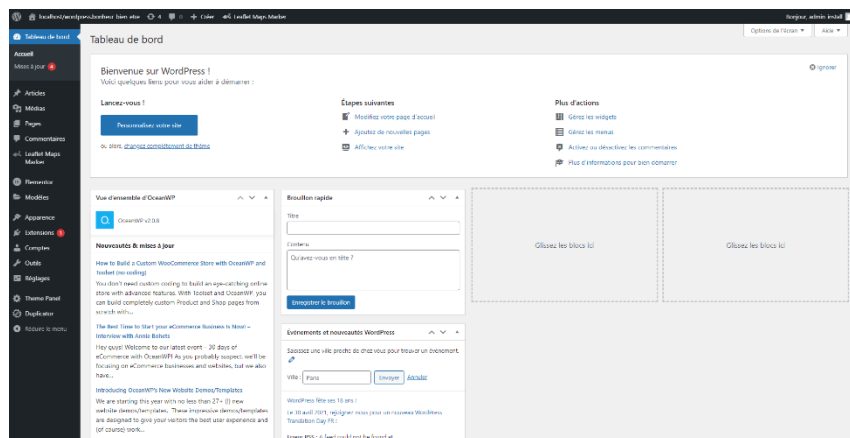 localhost/wordpress.bonheur bien etre 4 0 + Créer Leaflet Maps Marker Bonjour, admin install
Tableau de bord
Accueil
Mises à jour 4
Articles
Médias
Pages
Commentaires
Leaflet Maps
Marker
Elementor
Modèles
Apparence
Extensions 1
Comptes
Outils
Réglages
Theme Panel
Duplicator
Réduire le menu
Tableau de bord
Options de l'écran ▼ Aide ▼
Bienvenue sur WordPress !
Voici quelques liens pour vous aider à démarrer :
Ignorer
Lancez-vous !
Personnalisez votre site
ou alors, changez complètement de thème
Étapes suivantes
Modifiez votre page d'accueil
Ajoutez de nouvelles pages
Affichez votre site
Plus d'actions
Gérez les widgets
Gérez les menus
Activez ou désactivez les commentaires
Plus d'informations pour bien démarrer
Vue d'ensemble d'OceanWP
OceanWP v2.0.8
Nouveautés & mises à jour
How to Build a Custom WooCommerce Store with OceanWP and
Toolset (no coding)
You don't need custom coding to build an eye-catching online
store with advanced features. With Toolset and OceanWP, you
can build completely custom Product and Shop pages from
scratch with...
The Best Time to Start your eCommerce Business is Now! –
Interview with Annie Bohets
Hey guys! Welcome to our latest event – 30 days of
eCommerce with OceanWP! As you probably suspect, we'll be
focusing on eCommerce businesses and websites, but we also
have...
Introducing OceanWP's New Website Demos/Templates
We are starting this year with no less than 27+ (!) new
website demos/templates. These impressive demos/templates
are designed to give your visitors the best user experience and
(of course) work...
Brouillon rapide
Titre
Contenu
Qu'avez-vous en tête ?
Enregistrer le brouillon
Évènements et nouveautés WordPress
Saisissez une ville proche de chez vous pour trouver un évènement.
Ville : Paris Envoyer Annuler
WordPress fête ses 18 ans !
Le 30 avril 2021, rejoignez nous pour un nouveau WordPress
Translation Day FR !
Erreur RSS : A feed could not be found at
Glissez les blocs ici
Glissez les blocs ici